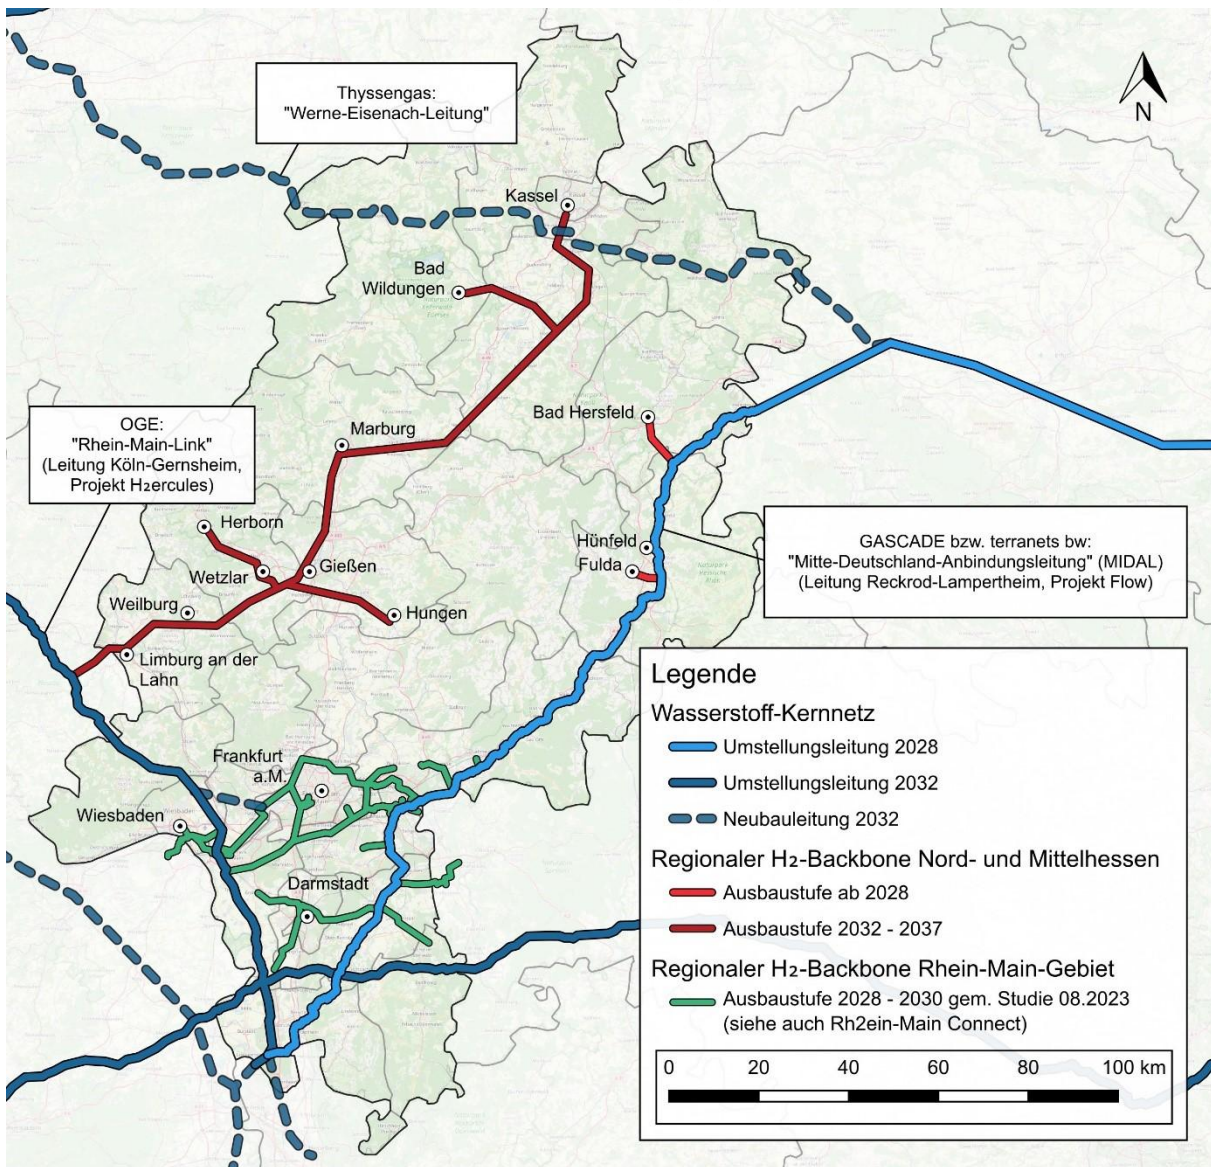 Thyssengas:
"Werne-Eisenach-Leitung"
N
Kassel
Bad
Wildungen
Bad Hersfeld
OGE:
"Rhein-Main-Link"
(Leitung Köln-Gernsheim,
Projekt H₂ercules)
Marburg
Herborn
Hünfeld
Fulda
GASCADE bzw. terranets bw:
"Mitte-Deutschland-Anbindungsleitung" (MIDAL)
(Leitung Reckrod-Lampertheim, Projekt Flow)
Wetzlar
Gießen
Weilburg
Hungen
Limburg an der
Lahn
Frankfurt
a.M.
Wiesbaden
Darmstadt
Legende
Wasserstoff-Kernnetz
Umstellungsleitung 2028
Umstellungsleitung 2032
Neubauleitung 2032
Regionaler H₂-Backbone Nord- und Mittelhessen
Ausbaustufe ab 2028
Ausbaustufe 2032 - 2037
Regionaler H₂-Backbone Rhein-Main-Gebiet
Ausbaustufe 2028 - 2030 gem. Studie 08.2023
(siehe auch Rh2ein-Main Connect)
0 20 40 60 80 100 km